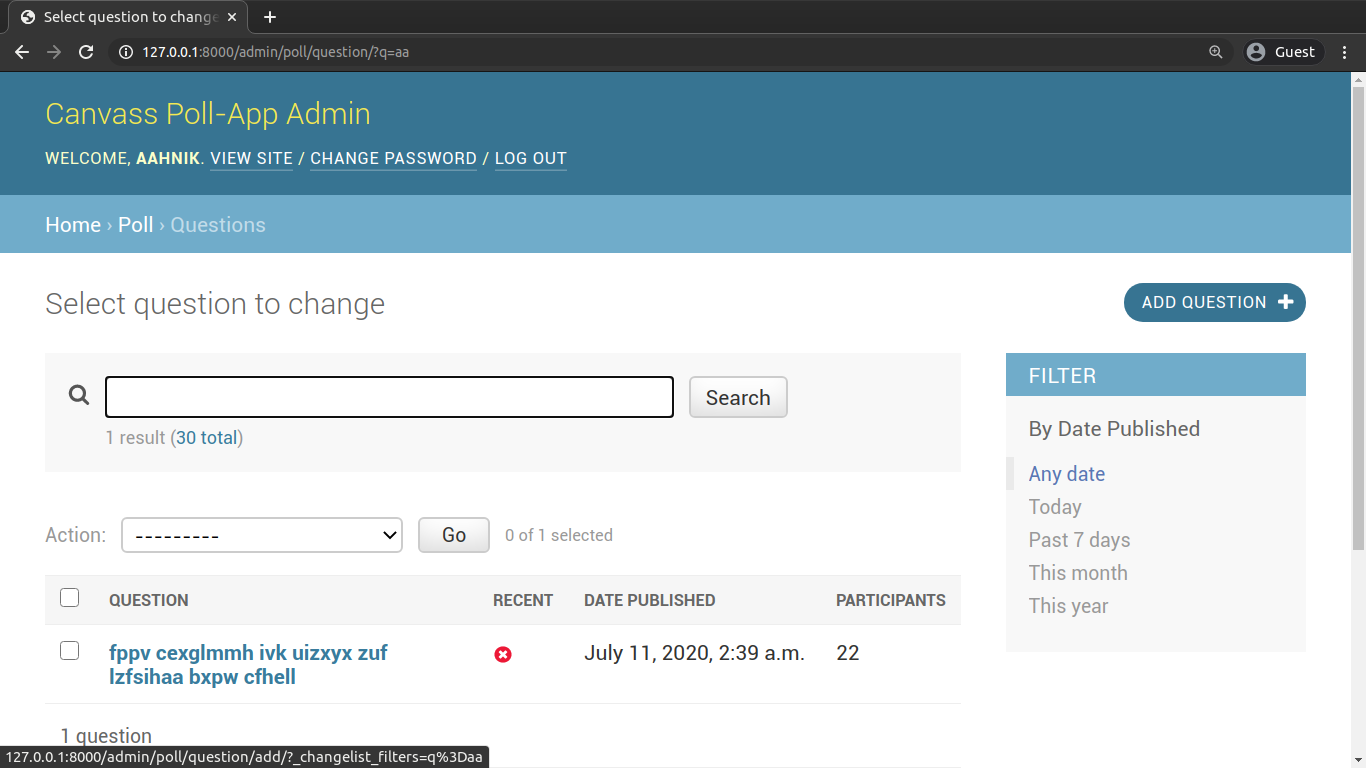 Select question to change
127.0.0.1:8000/admin/poll/question/?q=aa
Guest
Canvass Poll-App Admin
WELCOME, AAHNIK. VIEW SITE / CHANGE PASSWORD / LOG OUT
Home › Poll › Questions
Select question to change
ADD QUESTION
Search
1 result (30 total)
Action:
---------
Go
0 of 1 selected
QUESTION RECENT DATE PUBLISHED PARTICIPANTS
fppv cexglmmh ivk uizxyx zuf
lzfsihaa bxpw cfhell
July 11, 2020, 2:39 a.m.
22
1 question
FILTER
By Date Published
Any date
Today
Past 7 days
This month
This year
127.0.0.1:8000/admin/poll/question/add/?_changelist_filters=q%3Daa